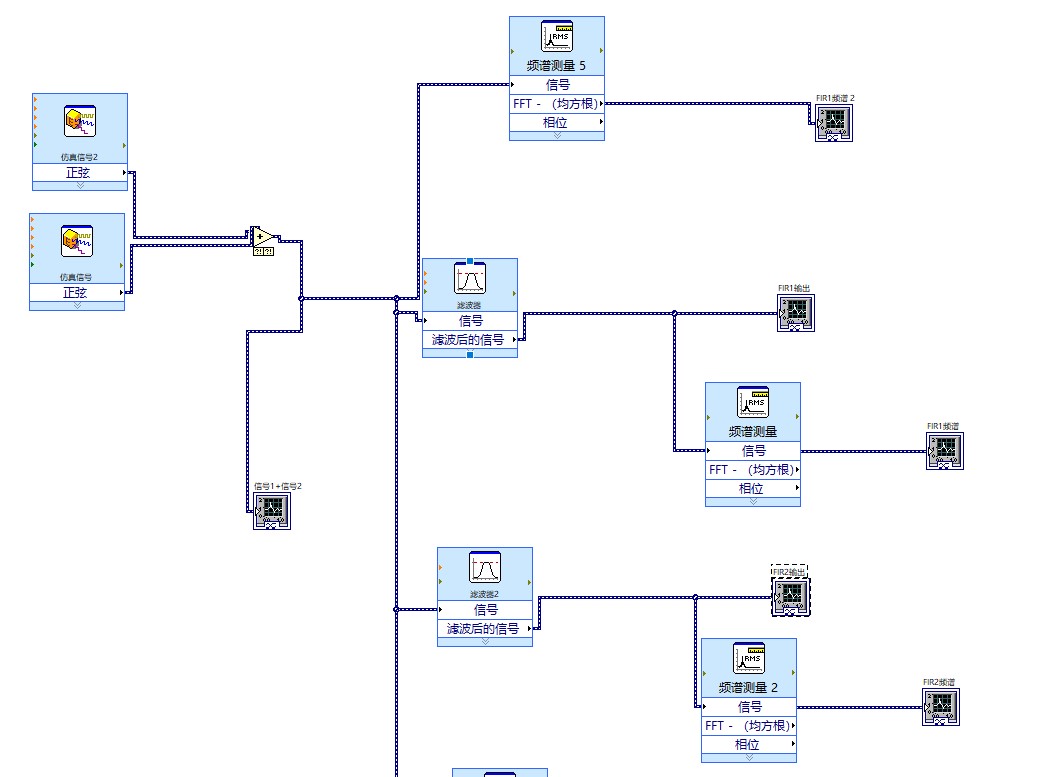 RMS
频谱测量 5
信号
FFT - （均方根）
相位
FIR1频谱 2
仿真信号2
正弦
仿真信号
正弦
滤波器
信号
滤波后的信号
FIR1输出
RMS
频谱测量
信号
FFT - （均方根）
相位
FIR1频谱
信号1+信号2
滤波器2
信号
滤波后的信号
FIR2输出
RMS
频谱测量 2
信号
FFT - （均方根）
相位
FIR2频谱